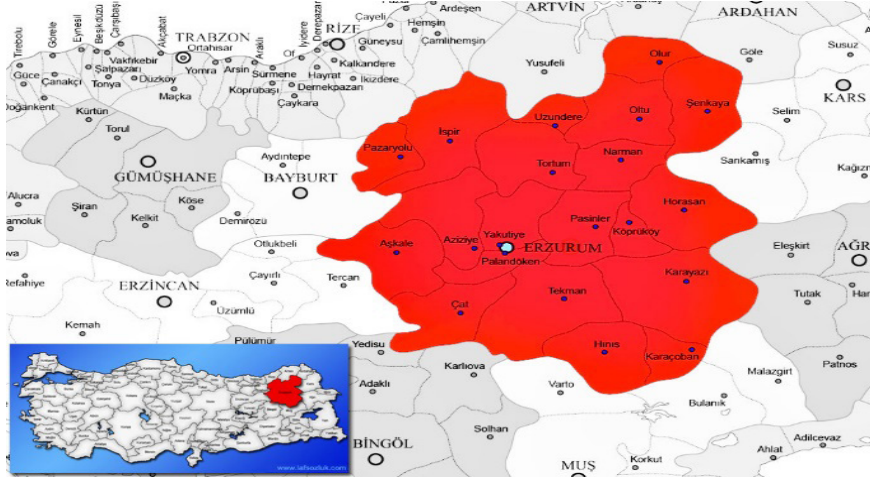 Tirebolu
Görele
Eynesil
Beşikdüzü
Çarşıbaşı
Akçabat
TRABZON
Ortahisar
Araklı
Of
İyidere
Derepazarı
RİZE
Çayeli
Pazar
Ardeşen
Hemşin
Çamlıhemşin
ARTVİN
ARDAHAN
Vakfıkebir
Şalpazarı
Tonya
Düzköy
Maçka
Yomra
Arsin
Sürmene
Köprübaşı
Hayrat
Dernekpazarı
Çaykara
Güneysu
Kalkandere
İkizdere
Yusufeli
Olur
Göle
Susuz
Güce
Çanakçı
Doğankent
Kürtün
Torul
GÜMÜŞHANE
Köse
Şiran
Kelkit
Alucra
Aydıntepe
BAYBURT
Demirözü
Otlukbeli
KARS
Selim
Sarıkamış
Kağızm
İspir
Pazaryolu
Uzundere
Oltu
Şenkaya
Tortum
Narman
Horasan
Pasinler
Köprüköy
Aşkale
Aziziye
Yakutiye
ERZURUM
Palandöken
Karayazı
Çat
Tekman
Hınıs
Karaçoban
Eleşkirt
AĞR
Tutak
Patnos
Refahiye
ERZİNCAN
Çayırlı
Tercan
Üzümlü
Kemah
Pülümür
Yedisu
Adaklı
Karlıova
Solhan
BİNGÖL
Varto
MUŞ
Korkut
Bulanık
Malazgirt
Ahlat
Adilcevaz
www.lafsozluk.com